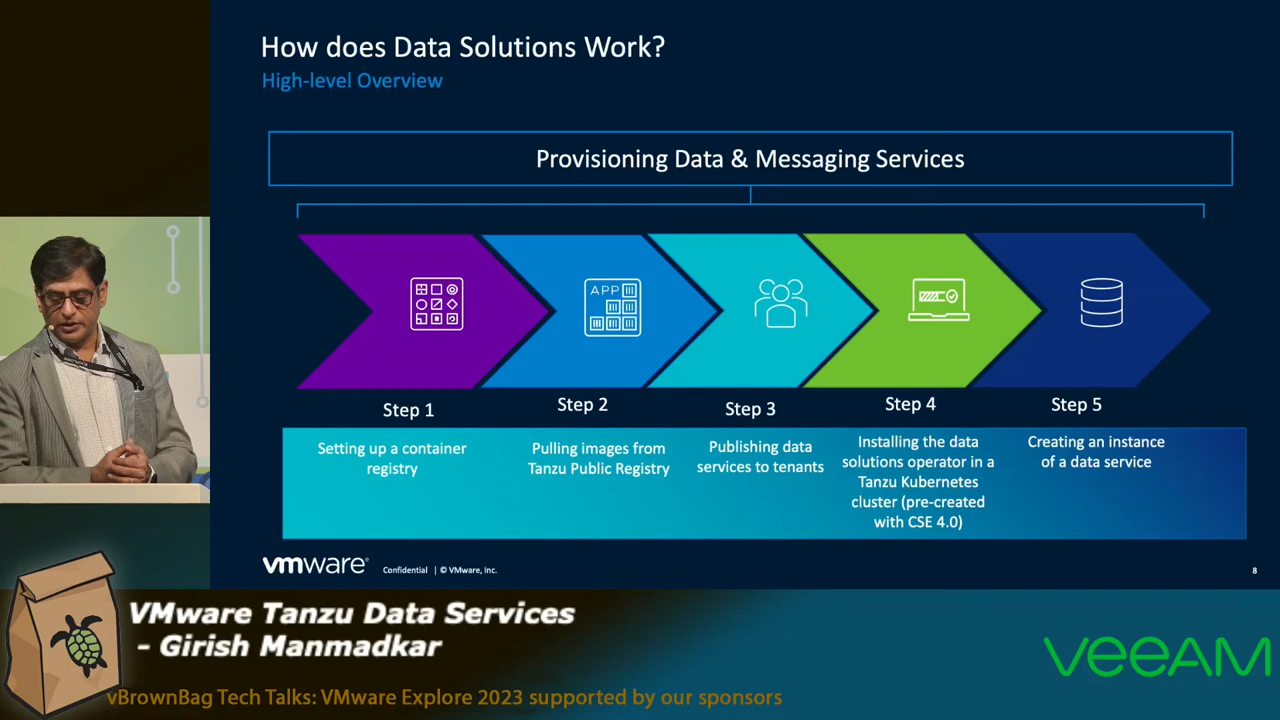 How does Data Solutions Work?
High-level Overview
Provisioning Data & Messaging Services
APP
Step 1
Step 2
Step 3
Step 4
Step 5
Setting up a container
registry
Pulling images from
Tanzu Public Registry
Publishing data
services to tenants
Installing the data
solutions operator in a
Tanzu Kubernetes
cluster (pre-created
with CSE 4.0)
Creating an instance
of a data service
vmware®
Confidential | © VMware, Inc.
8
VMware Tanzu Data Services
- Girish Manmadkar
vBrownBag Tech Talks: VMware Explore 2023 supported by our sponsors
veeAM